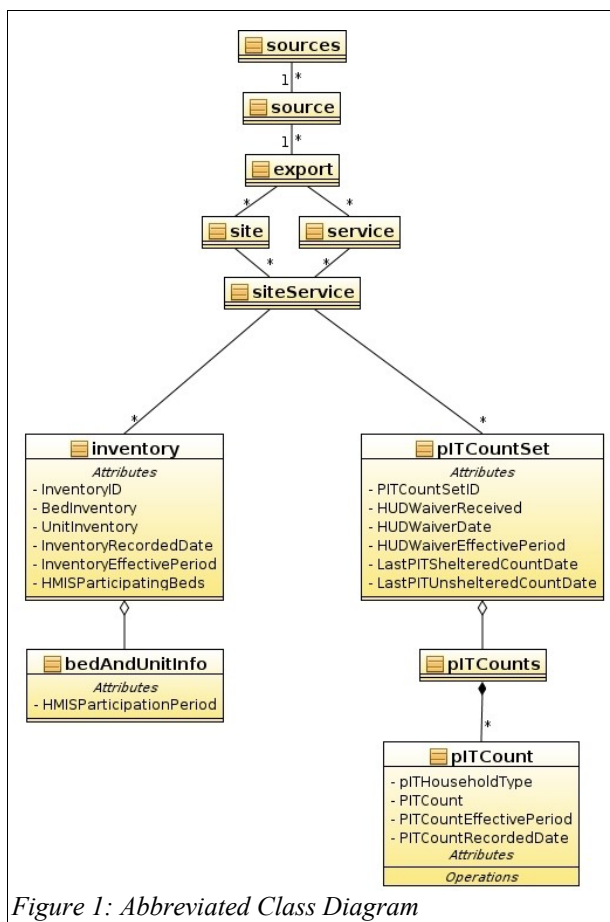 sources
1 *
source
1 *
export
* *
site service
* *
siteService
* *
inventory
Attributes
- InventoryID
- BedInventory
- UnitInventory
- InventoryRecordedDate
- InventoryEffectivePeriod
- HMISParticipatingBeds
bedAndUnitInfo
Attributes
- HMISParticipationPeriod
pITCountSet
Attributes
- PITCountSetID
- HUDWaiverReceived
- HUDWaiverDate
- HUDWaiverEffectivePeriod
- LastPITShelteredCountDate
- LastPITUnshelteredCountDate
pITCounts
*
pITCount
- pITHouseholdType
- PITCount
- PITCountEffectivePeriod
- PITCountRecordedDate
Attributes
Operations
Figure 1: Abbreviated Class Diagram